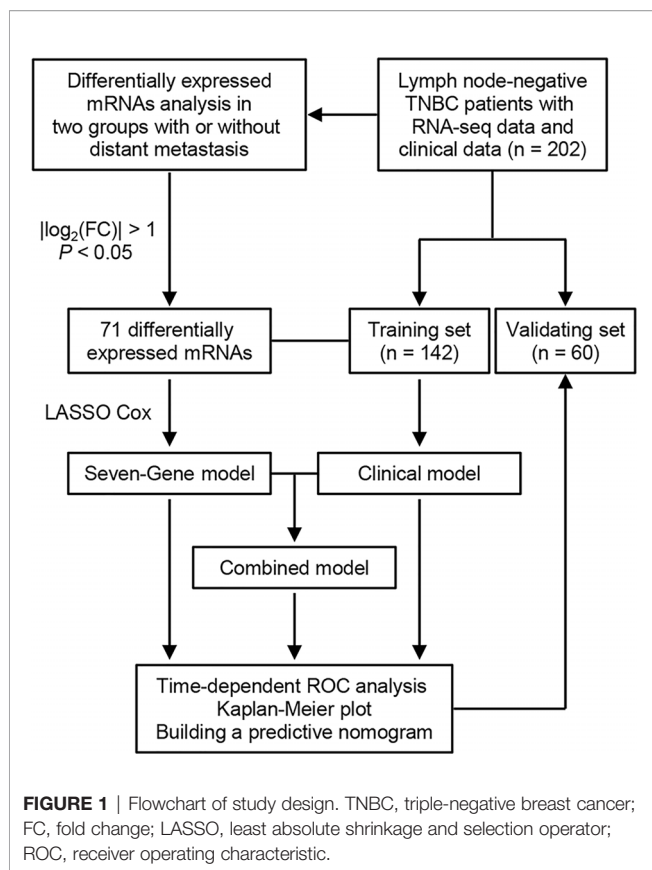 Differentially expressed
mRNAs analysis in
two groups with or without
distant metastasis
Lymph node-negative
TNBC patients with
RNA-seq data and
clinical data (n = 202)
|log₂(FC)| > 1
P < 0.05
71 differentially
expressed mRNAs
Training set
(n = 142)
Validating set
(n = 60)
LASSO Cox
Seven-Gene model
Clinical model
Combined model
Time-dependent ROC analysis
Kaplan-Meier plot
Building a predictive nomogram
FIGURE 1 | Flowchart of study design. TNBC, triple-negative breast cancer;
FC, fold change; LASSO, least absolute shrinkage and selection operator;
ROC, receiver operating characteristic.